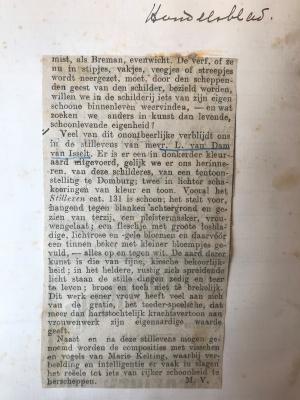 Handelsblad.
mist, als Breman, evenwicht. De verf, of ze
nu in stipjes, vakjes, veegjes of streepjes
wordt neergezet, moet, door den scheppen-
den geest van den schilder, bezield worden,
willen we in de schilderij iets van zijn eigen
schoone binnenleven weervinden, — en wat
zoeken we anders in kunst dan levende,
schoonlevende eigenheid?
Veel van dit onontbeerlijke verblijdt ons
in de stillevens van mevr. L. van Dam
van Isselt. Er is er een in donkerder kleur-
aard uitgevoerd, gelijk we er ons herinne-
ren, van deze schilderes, van een tentoon-
stelling te Domburg; twee in lichter scha-
keeringen van kleur en toon. Vooral het
Stilleven cat. 131 is schoon; het stelt voor,
hangend tegen blanken achtergrond en ge-
zien van terzij, een pleistermasker, vrou-
wengelaat; een fleschje met groote losbla-
dige, lichtrose en -gele bloemen en daarvóór
een tinnen beker met kleiner bloempjes ge-
vuld, — alles op en tegen wit. De aard dezer
kunst is die van fijne, kiesche behoorlijk-
heid; in het heldere, rustig zich spreidende
licht staan de stille dingen zedig en teer
te leven; broos en toch niet te breekelijk.
Dit werk eener vrouw heeft veel aan zich
van de gratie, het teeder-speelsche, dat
meer dan hartstochtelijk krachtsvertoon aan
vrouwenwerk zijn eigenaardige waarde
geeft.
Naast en na deze stillevens mogen ge-
noemd worden de composities met visschen
en vogels van Marie Kelting, waarbij ver-
beelding en intelligentie er vaak in slagen
het reëele tot iets van rijker schoonheid te
herscheppen. M. V.